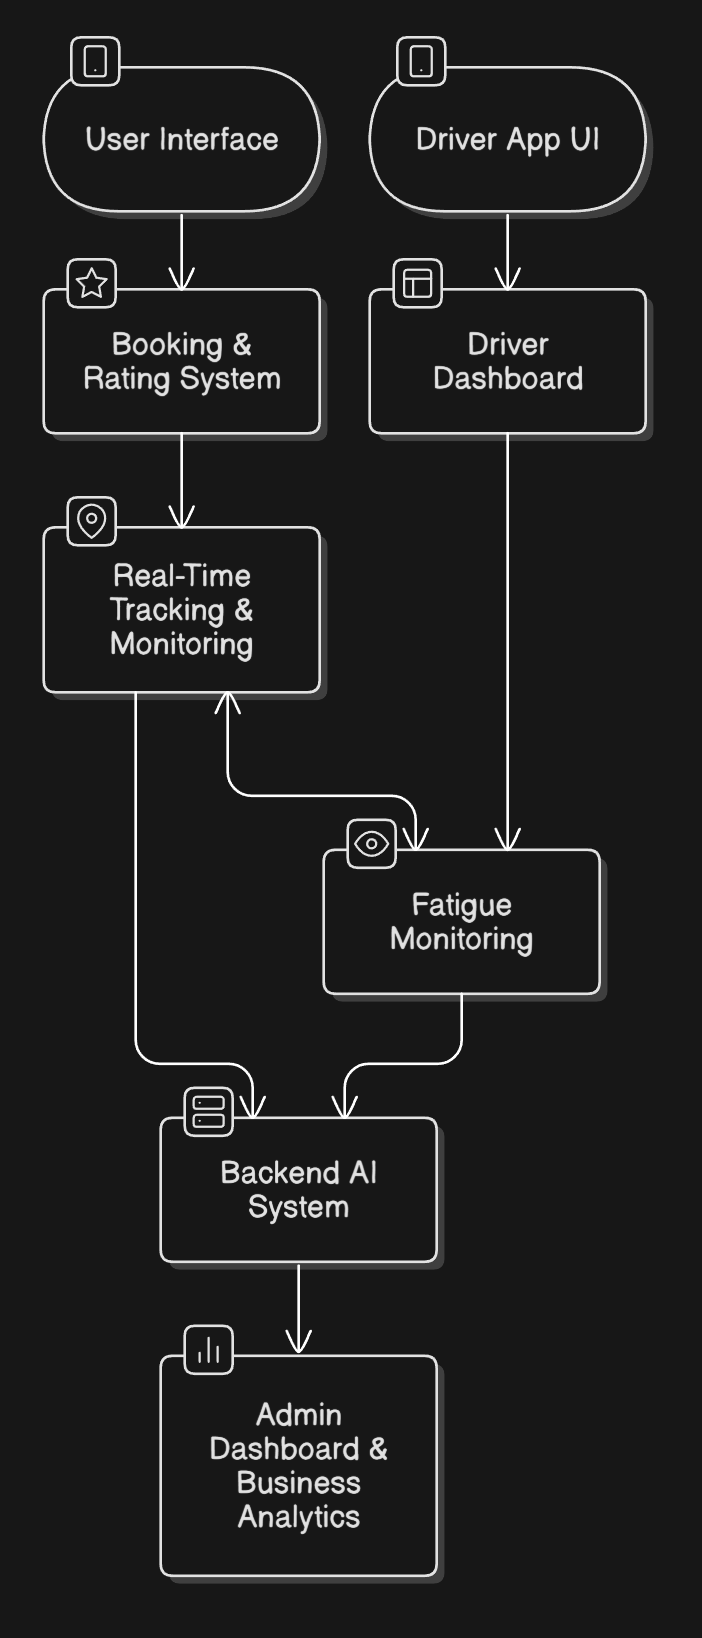 User Interface
Driver App UI
Booking &
Rating System
Driver
Dashboard
Real-Time
Tracking &
Monitoring
Fatigue
Monitoring
Backend AI
System
Admin
Dashboard &
Business
Analytics